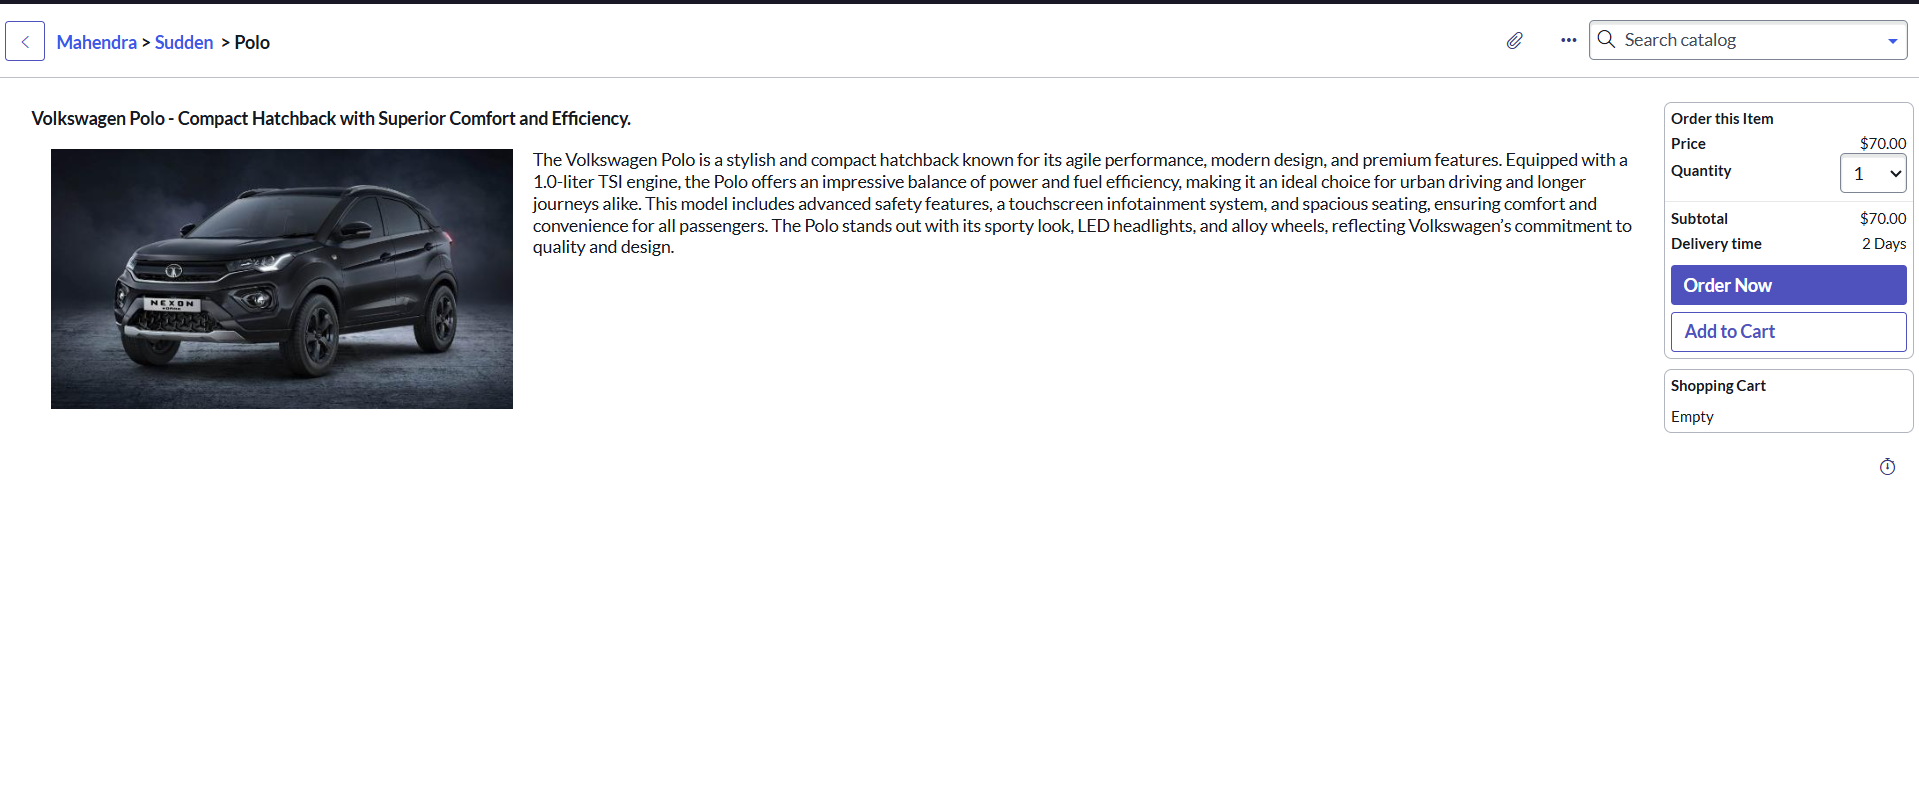 Mahendra > Sudden > Polo
Search catalog
Volkswagen Polo - Compact Hatchback with Superior Comfort and Efficiency.
The Volkswagen Polo is a stylish and compact hatchback known for its agile performance, modern design, and premium features. Equipped with a
1.0-liter TSI engine, the Polo offers an impressive balance of power and fuel efficiency, making it an ideal choice for urban driving and longer
journeys alike. This model includes advanced safety features, a touchscreen infotainment system, and spacious seating, ensuring comfort and
convenience for all passengers. The Polo stands out with its sporty look, LED headlights, and alloy wheels, reflecting Volkswagen’s commitment to
quality and design.
NEXON
Order this Item
Price $70.00
Quantity 1
Subtotal $70.00
Delivery time 2 Days
Order Now
Add to Cart
Shopping Cart
Empty